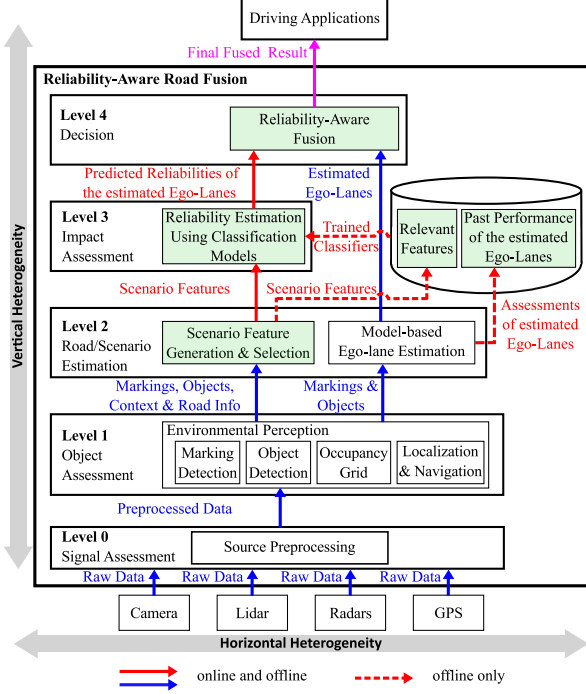 Driving Applications
Final Fused Result
Reliability-Aware Road Fusion
Level 4
Decision
Reliability-Aware
Fusion
Predicted Reliabilities of
the estimated Ego-Lanes
Estimated
Ego-Lanes
Level 3
Impact
Assessment
Reliability Estimation
Using Classification
Models
Trained
Classifiers
Relevant
Features
Past Performance
of the estimated
Ego-Lanes
Scenario Features
Scenario Features
Assessments
of estimated
Ego-Lanes
Level 2
Road/Scenario
Estimation
Scenario Feature
Generation & Selection
Model-based
Ego-lane Estimation
Markings, Objects,
Context & Road Info
Markings &
Objects
Level 1
Object
Assessment
Environmental Perception
Marking
Detection
Object
Detection
Occupancy
Grid
Localization
& Navigation
Preprocessed Data
Level 0
Signal Assessment
Source Preprocessing
Raw Data
Raw Data
Raw Data
Raw Data
Camera
Lidar
Radars
GPS
Vertical Heterogeneity
Horizontal Heterogeneity
online and offline
offline only